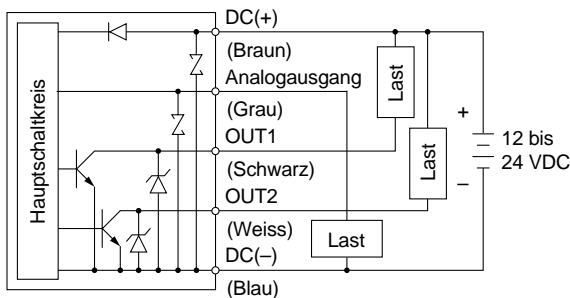 DC(+)
(Braun)
Analogausgang
(Grau)
OUT1
(Schwarz)
OUT2
(Weiss)
DC(–)
(Blau)
Hauptschaltkreis
Last
Last
Last
+
–
12 bis
24 VDC